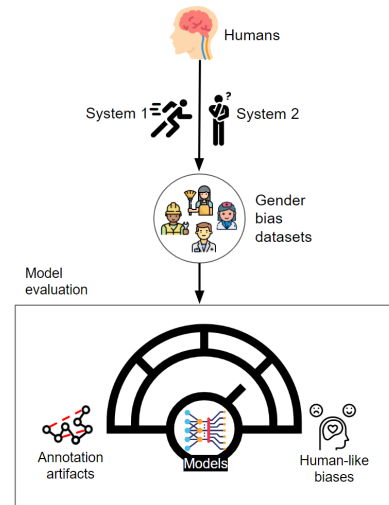 Humans
System 1
?
System 2
Gender
bias
datasets
Model
evaluation
Annotation
artifacts
Models
Human-like
biases